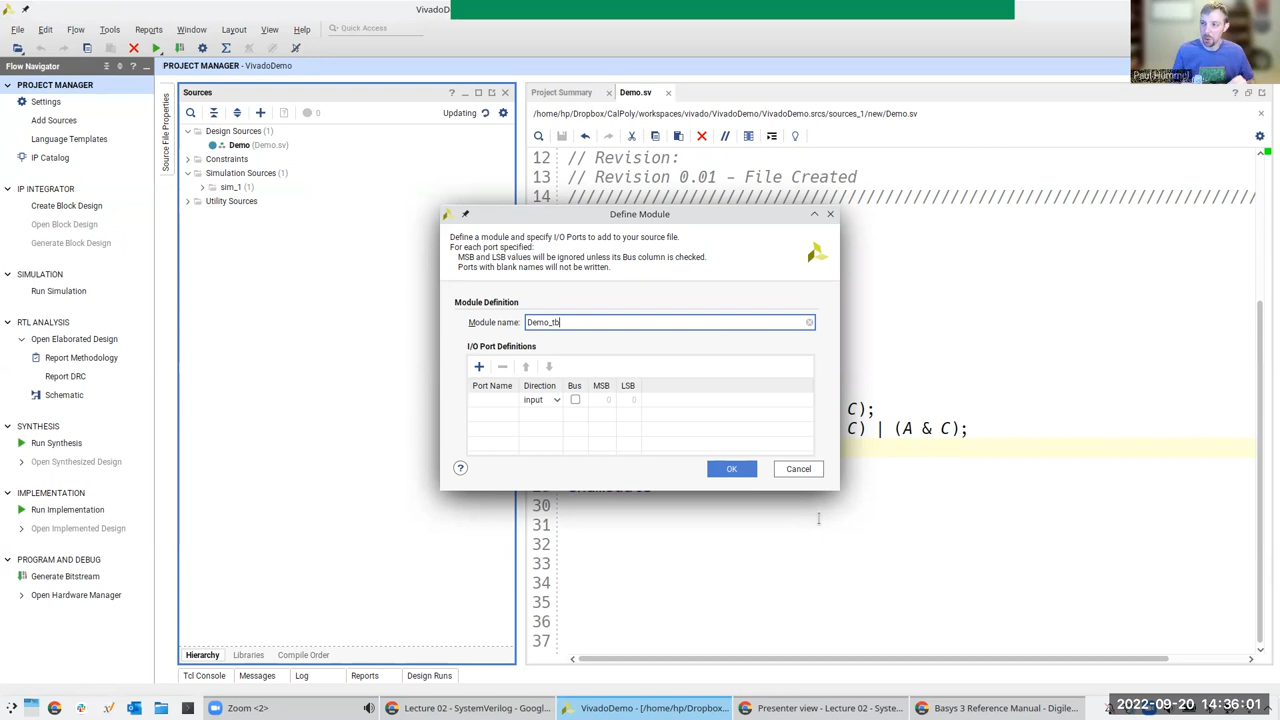 VivadoD
File Edit Flow Tools Reports Window Layout View Help Quick Access
Paul Hummel
Flow Navigator
PROJECT MANAGER - VivadoDemo
PROJECT MANAGER
Settings
Add Sources
Language Templates
IP Catalog
IP INTEGRATOR
Create Block Design
Open Block Design
Generate Block Design
SIMULATION
Run Simulation
RTL ANALYSIS
Open Elaborated Design
Report Methodology
Report DRC
Schematic
SYNTHESIS
Run Synthesis
Open Synthesized Design
IMPLEMENTATION
Run Implementation
Open Implemented Design
PROGRAM AND DEBUG
Generate Bitstream
Open Hardware Manager
Source File Properties
Sources
0 Updating
Design Sources (1)
Demo (Demo.sv)
Constraints
Simulation Sources (1)
sim_1 (1)
Utility Sources
Hierarchy Libraries Compile Order
Tcl Console Messages Log Reports Design Runs
Project Summary Demo.sv
/home/hp/Dropbox/CalPoly/workspaces/vivado/VivadoDemo/VivadoDemo.srcs/sources_1/new/Demo.sv
12 // Revision:
13 // Revision 0.01 - File Created
14 //////////////////////////////////////////////////////////////////////
C);
C) | (A & C);
30
31
32
33
34
35
36
37
Define Module
Define a module and specify I/O Ports to add to your source file.
For each port specified:
MSB and LSB values will be ignored unless its Bus column is checked.
Ports with blank names will not be written.
Module Definition
Module name: Demo_tb
I/O Port Definitions
Port Name Direction Bus MSB LSB
input 0 0
OK Cancel
Zoom <2>
Lecture 02 - SystemVerilog - Googl...
VivadoDemo - [/home/hp/Dropbox...
Presenter view - Lecture 02 - System...
Basys 3 Reference Manual - Digile...
2022-09-20 14:36:01